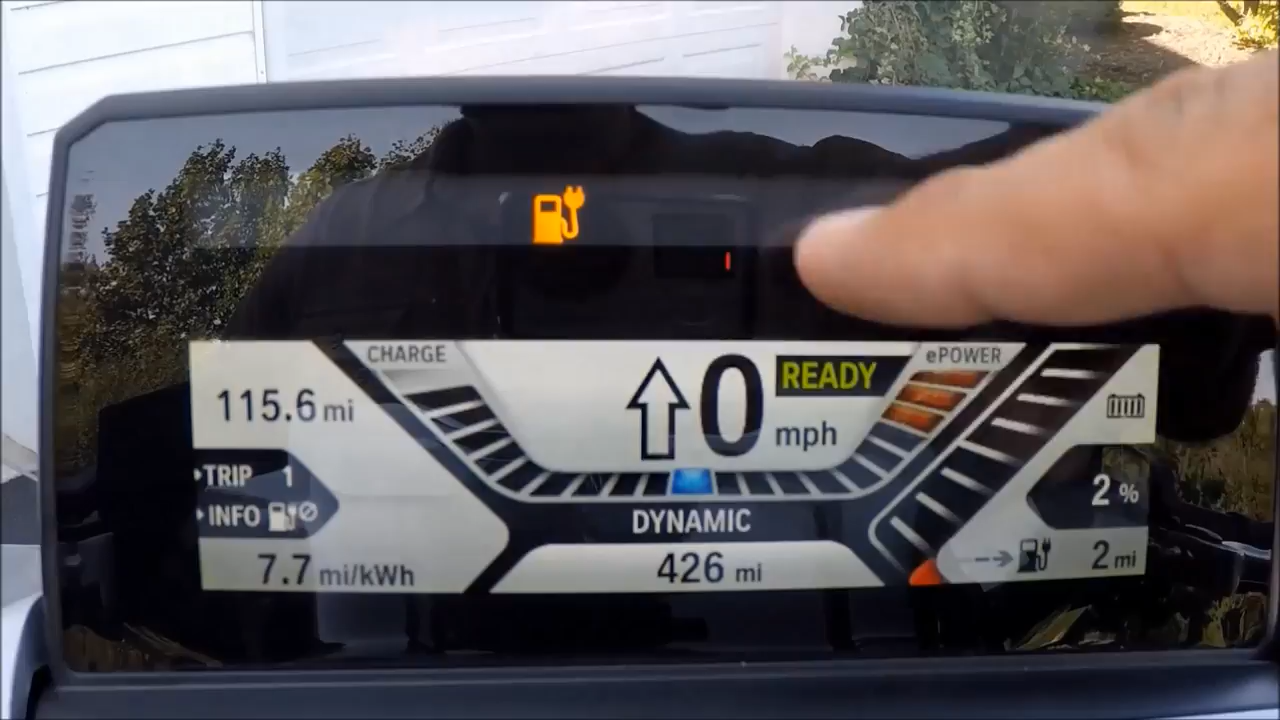 CHARGE
ePOWER
115.6 mi
0 mph
READY
TRIP 1
INFO
2 %
DYNAMIC
7.7 mi/kWh
426 mi
2 mi